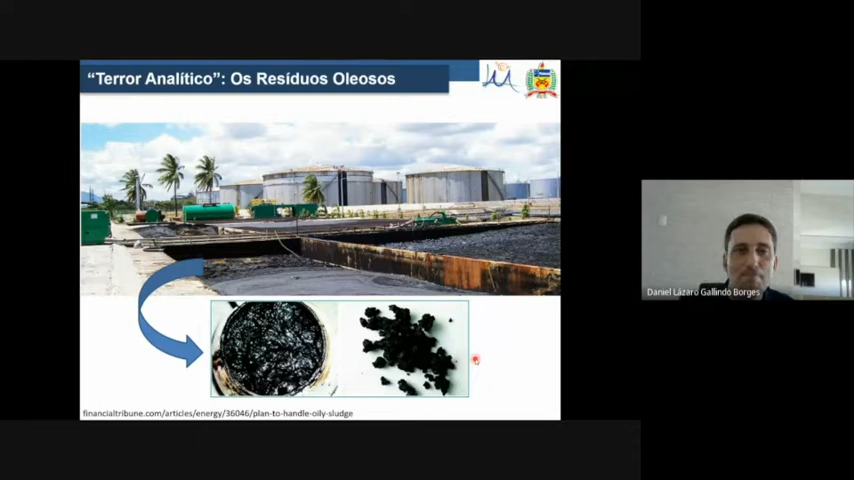 “Terror Analítico”: Os Resíduos Oleosos
Daniel Lázaro Gallindo Borges
financialtribune.com/articles/energy/36046/plan-to-handle-oily-sludge